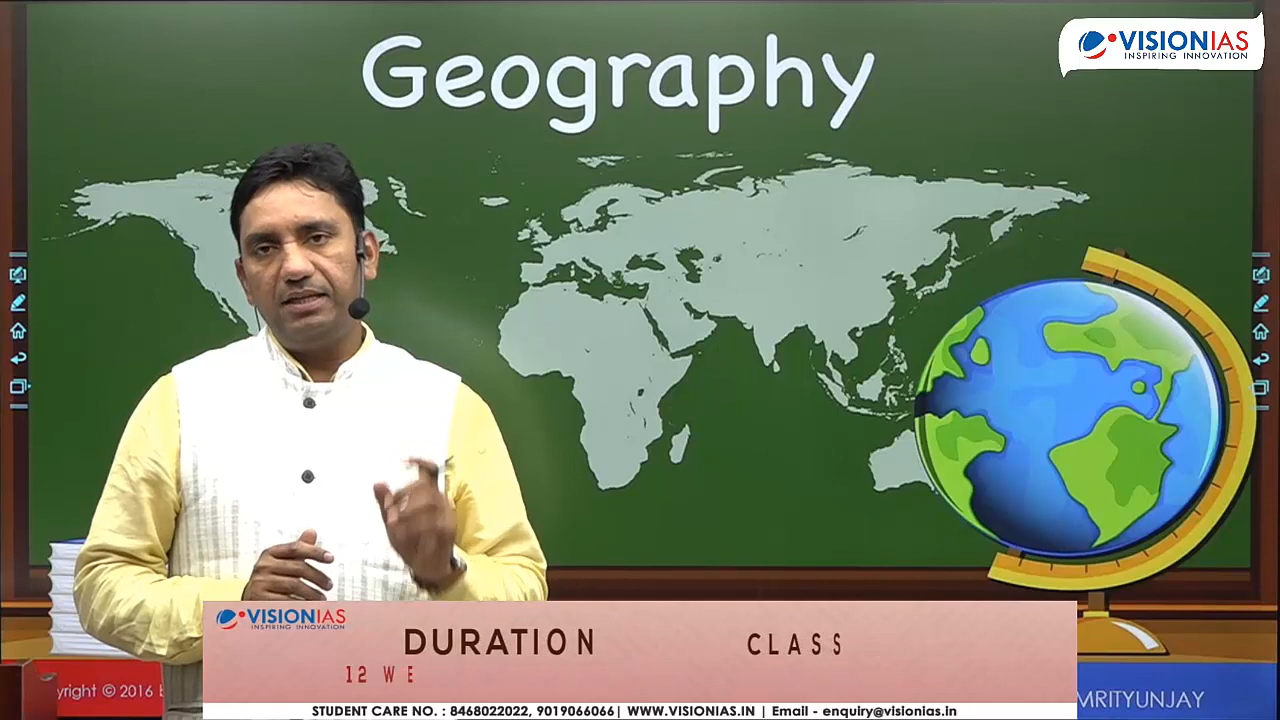 Geography
VISIONIAS
INSPIRING INNOVATION
VISIONIAS
INSPIRING INNOVATION
DURATION
CLASS
12 WE
yright © 2016
MRITYUNJAY
STUDENT CARE NO. : 8468022022, 9019066066| WWW.VISIONIAS.IN | Email - enquiry@visionias.in